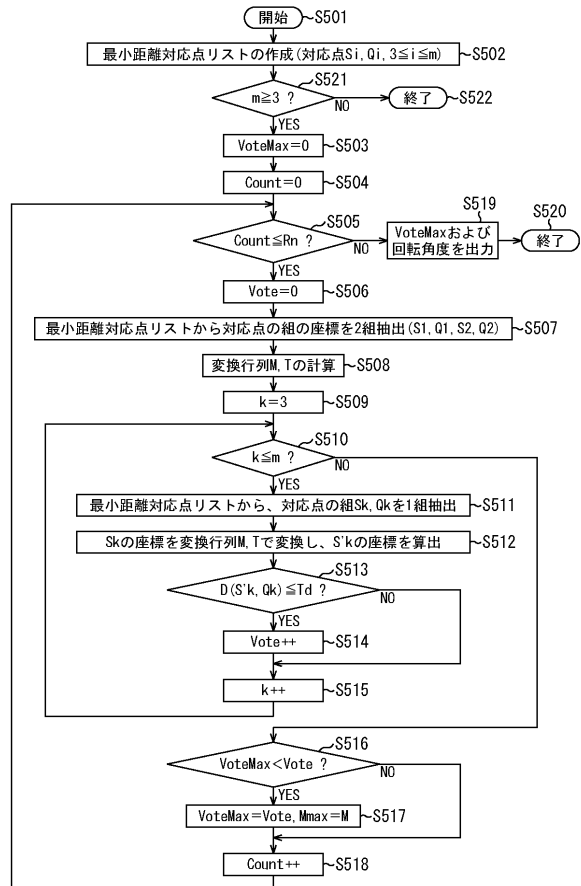 開始 S501
最小距離対応点リストの作成(対応点Si,Qi,3≦i≦m) S502
S521
m≧3 ?
NO
終了 S522
YES
VoteMax=0 S503
Count=0 S504
S505
Count≦Rn ?
NO
S519
VoteMaxおよび
回転角度を出力
S520
終了
YES
Vote=0 S506
最小距離対応点リストから対応点の組の座標を2組抽出(S1,Q1,S2,Q2) S507
変換行列M,Tの計算 S508
k=3 S509
S510
k≦m ?
NO
YES
最小距離対応点リストから、対応点の組Sk,Qkを1組抽出 S511
Skの座標を変換行列M,Tで変換し、S'kの座標を算出 S512
S513
D(S'k,Qk)≦Td ?
NO
YES
Vote++ S514
k++ S515
S516
VoteMax<Vote ?
NO
YES
VoteMax=Vote,Mmax=M S517
Count++ S518